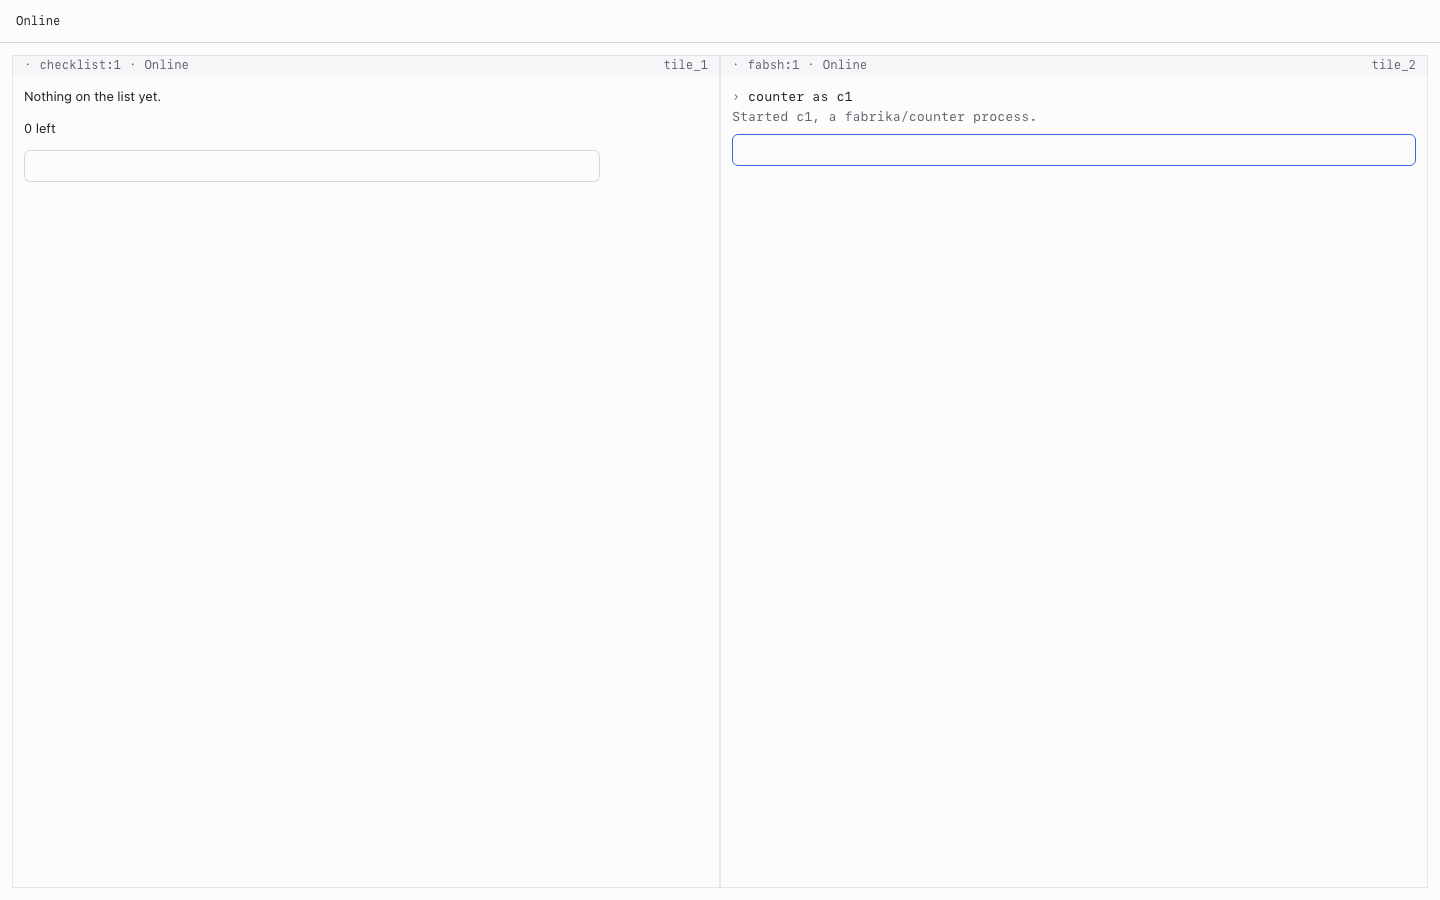 Online
· checklist:1 · Online
tile_1
Nothing on the list yet.
0 left
· fabsh:1 · Online
tile_2
› counter as c1
Started c1, a fabrika/counter process.